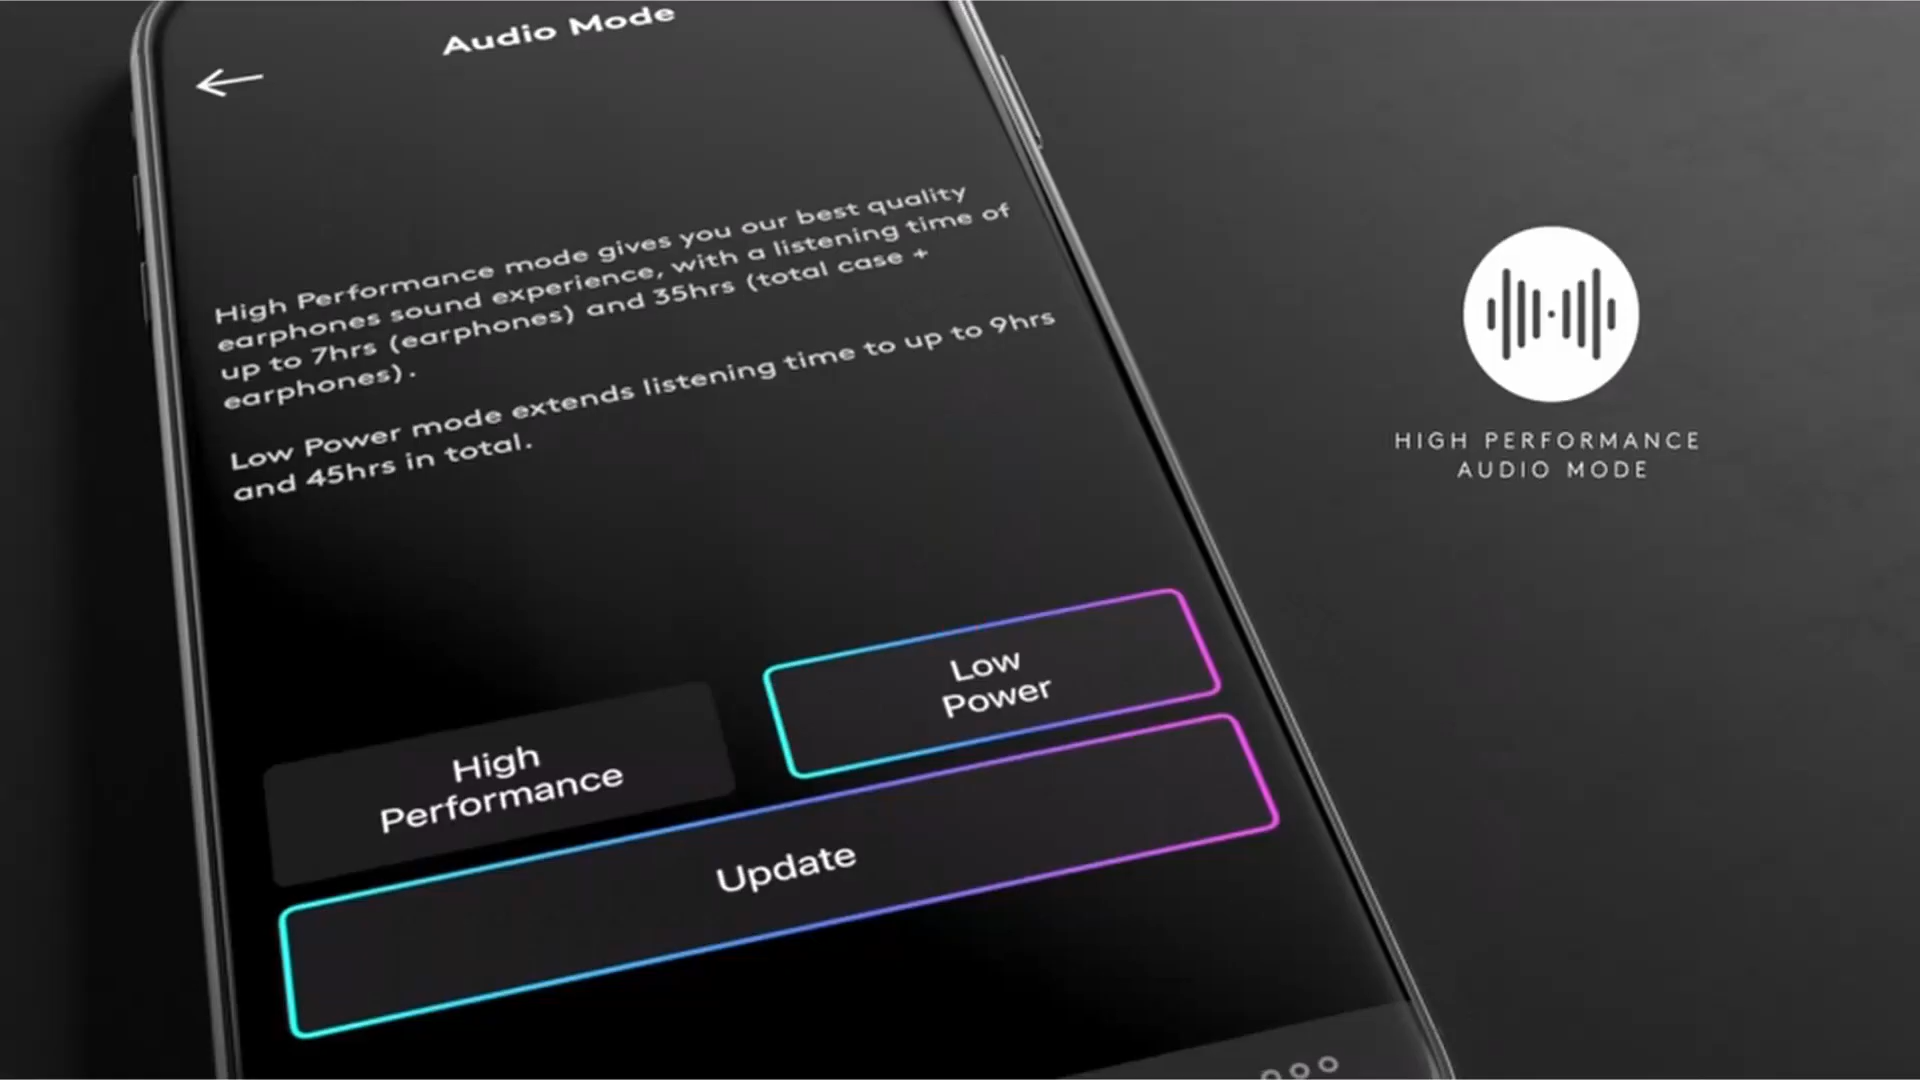 Audio Mode
High Performance mode gives you our best quality
earphones sound experience, with a listening time of
up to 7hrs (earphones) and 35hrs (total case +
earphones).
Low Power mode extends listening time to up to 9hrs
and 45hrs in total.
High
Performance
Low
Power
Update
HIGH PERFORMANCE
AUDIO MODE